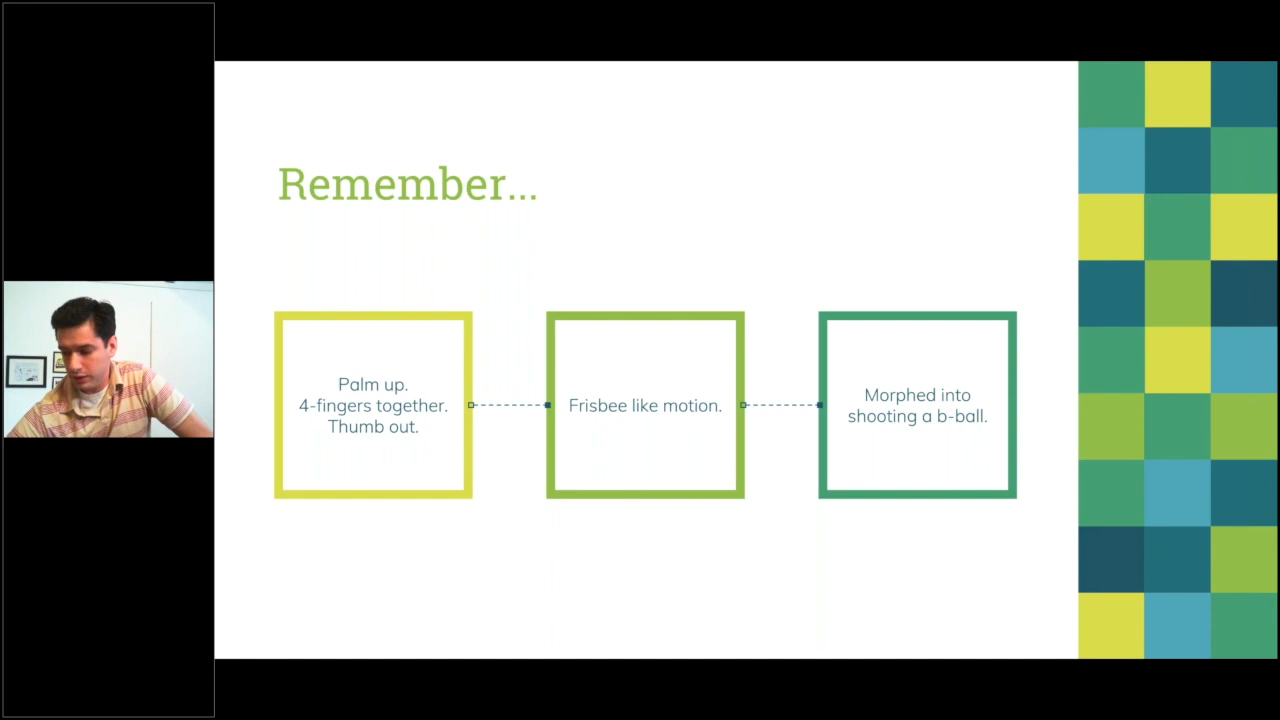 Remember...
Palm up.
4-fingers together.
Thumb out.
Frisbee like motion.
Morphed into
shooting a b-ball.